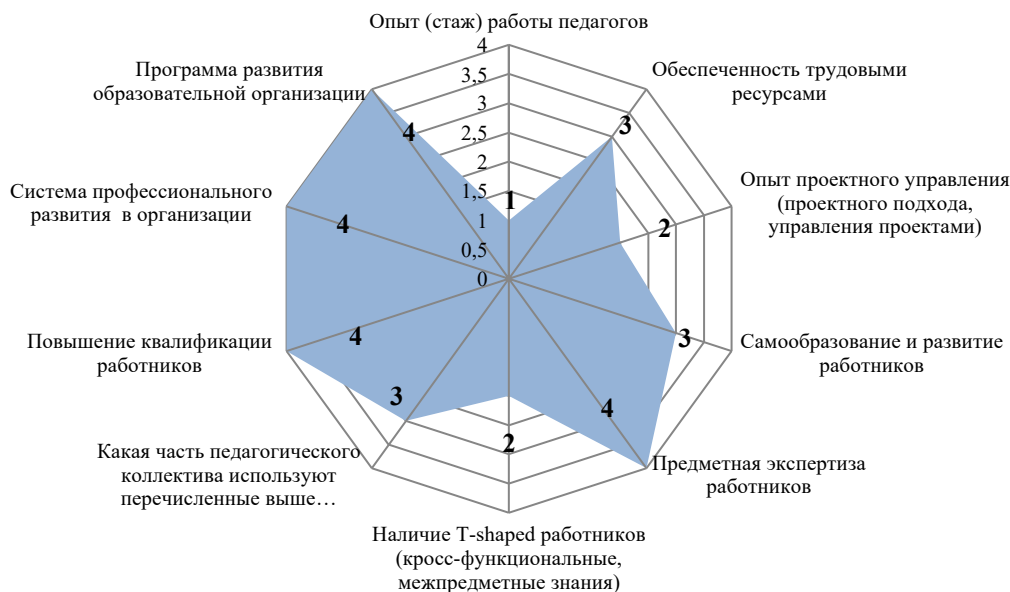 Опыт (стаж) работы педагогов
4
3,5
3
2,5
2
1,5
1
0,5
0
1
Обеспеченность трудовыми
ресурсами
3
Опыт проектного управления
(проектного подхода,
управления проектами)
2
Самообразование и развитие
работников
3
Предметная экспертиза
работников
4
Наличие T-shaped работников
(кросс-функциональные,
межпредметные знания)
2
Какая часть педагогического
коллектива используют
перечисленные выше…
3
Повышение квалификации
работников
4
Система профессионального
развития в организации
4
Программа развития
образовательной организации
4